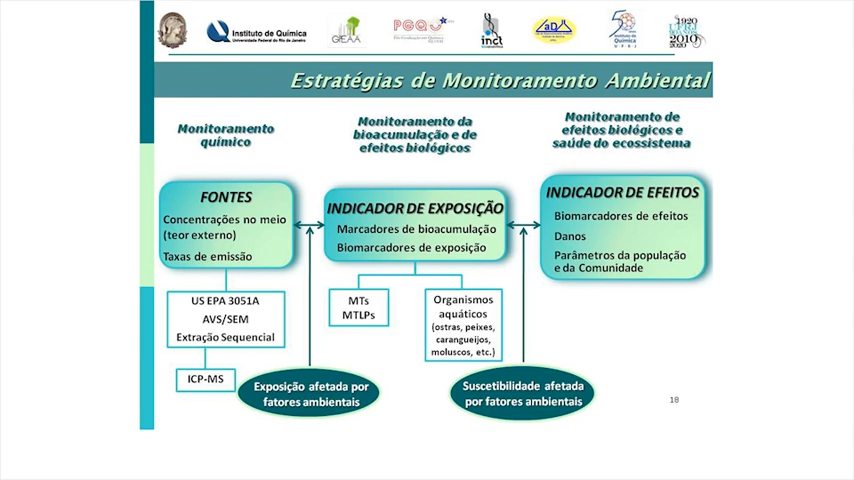 Instituto de Química
Universidade Federal do Rio de Janeiro
GIEAA
PGQU
inct
aD
50
Instituto de
Química
UFRJ
1920
UFRJ
90 ANOS
2010
2020
Estratégias de Monitoramento Ambiental
Monitoramento
químico
Monitoramento da
bioacumulação e de
efeitos biológicos
Monitoramento de
efeitos biológicos e
saúde do ecossistema
FONTES
Concentrações no meio
(teor externo)
Taxas de emissão
INDICADOR DE EXPOSIÇÃO
Marcadores de bioacumulação
Biomarcadores de exposição
INDICADOR DE EFEITOS
Biomarcadores de efeitos
Danos
Parâmetros da população
e da Comunidade
US EPA 3051A
AVS/SEM
Extração Sequencial
ICP-MS
MTs
MTLPs
Organismos
aquáticos
(ostras, peixes,
carangueijos,
moluscos, etc.)
Exposição afetada por
fatores ambientais
Suscetibilidade afetada
por fatores ambientais
18